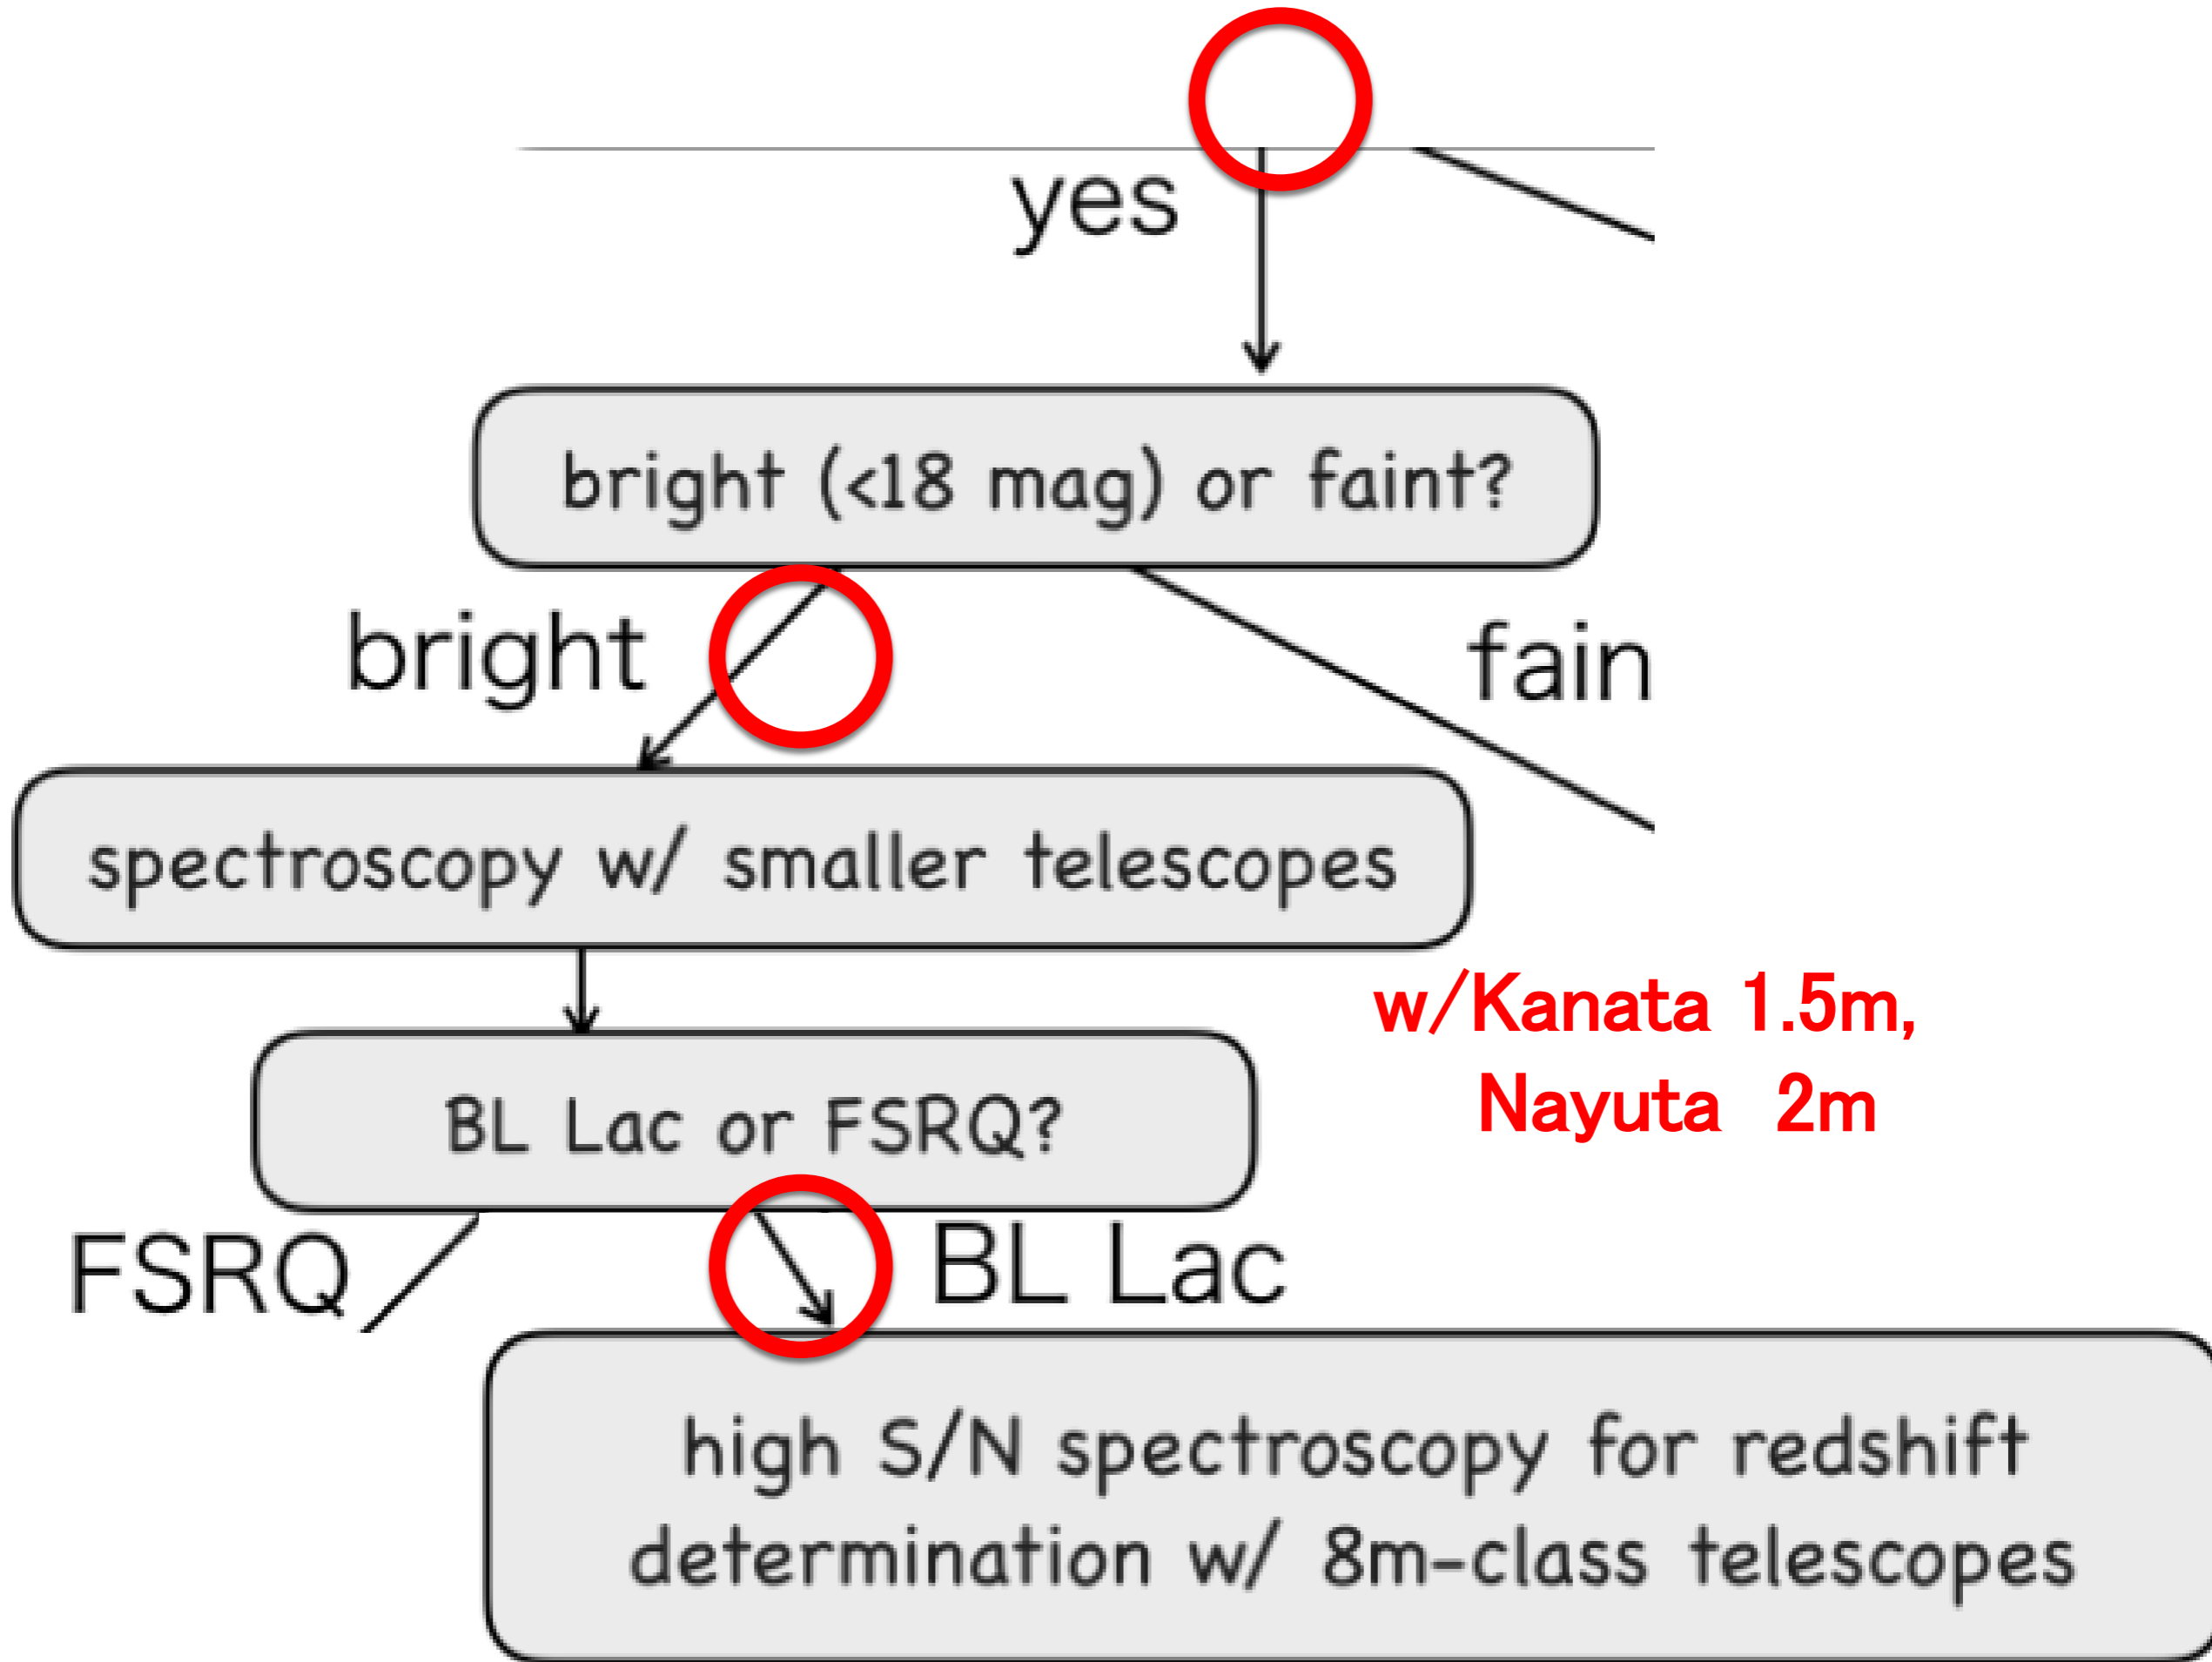 yes
bright (<18 mag) or faint?
bright
fain
spectroscopy w/ smaller telescopes
w/Kanata 1.5m,
Nayuta 2m
BL Lac or FSRQ?
FSRQ
BL Lac
high S/N spectroscopy for redshift
determination w/ 8m-class telescopes